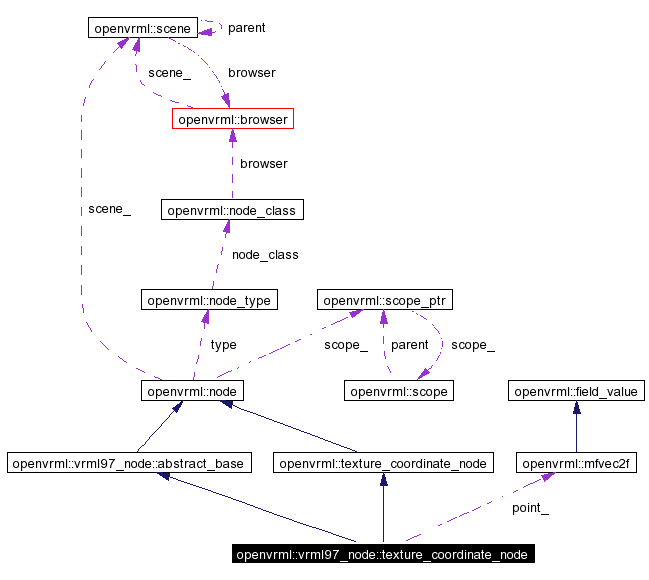 openvrml::scene
parent
scene_
browser
openvrml::browser
browser
scene_
openvrml::node_class
node_class
openvrml::node_type
openvrml::scope_ptr
type
scope_
parent
scope_
openvrml::node
openvrml::scope
openvrml::field_value
openvrml::vrml97_node::abstract_base
openvrml::texture_coordinate_node
openvrml::mfvec2f
point_
openvrml::vrml97_node::texture_coordinate_node